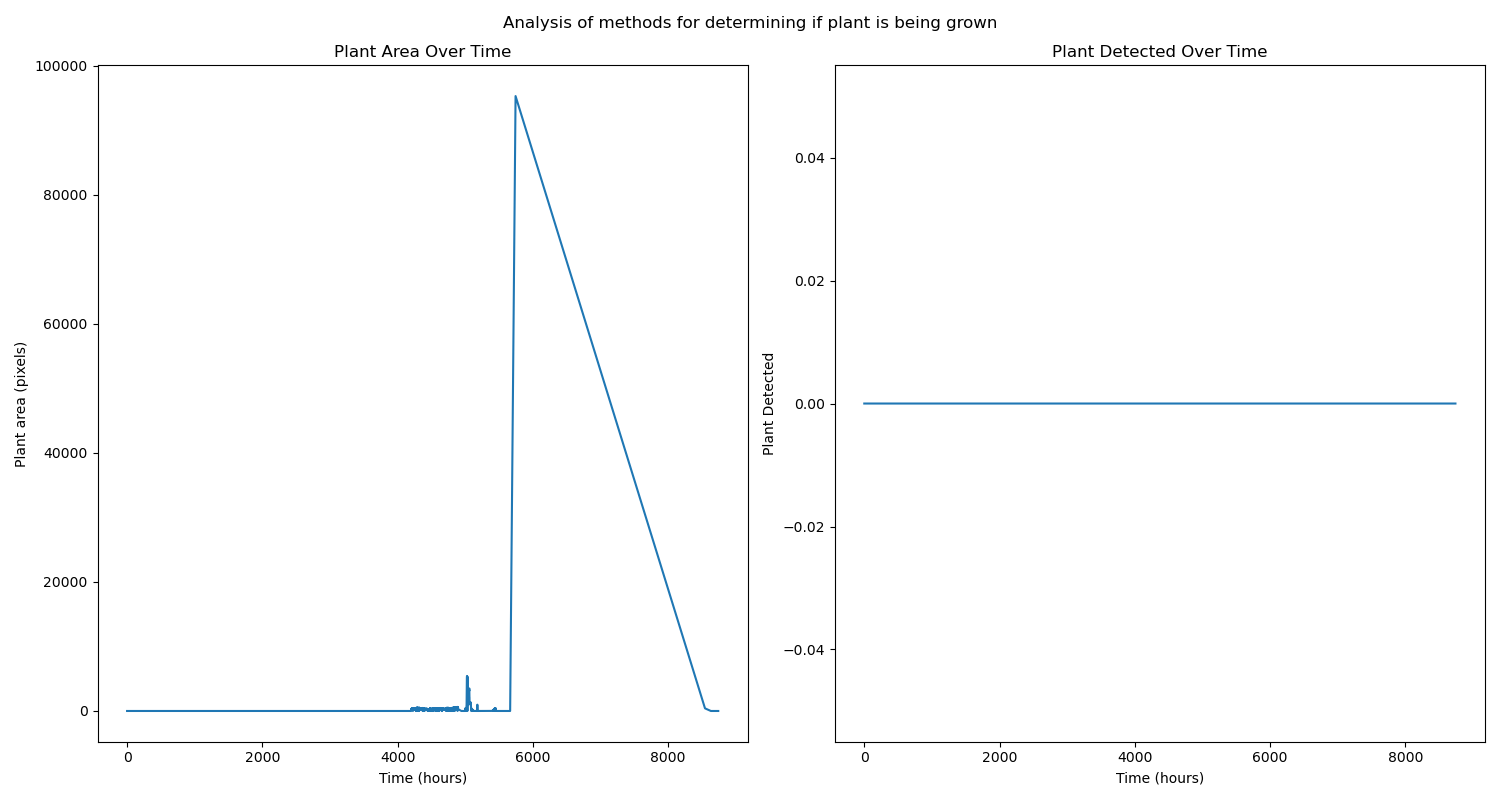 Analysis of methods for determining if plant is being grown
Plant Area Over Time
100000
80000
60000
40000
20000
0
Plant area (pixels)
0 2000 4000 6000 8000
Time (hours)
Plant Detected Over Time
0.04
0.02
0.00
−0.02
−0.04
Plant Detected
0 2000 4000 6000 8000
Time (hours)